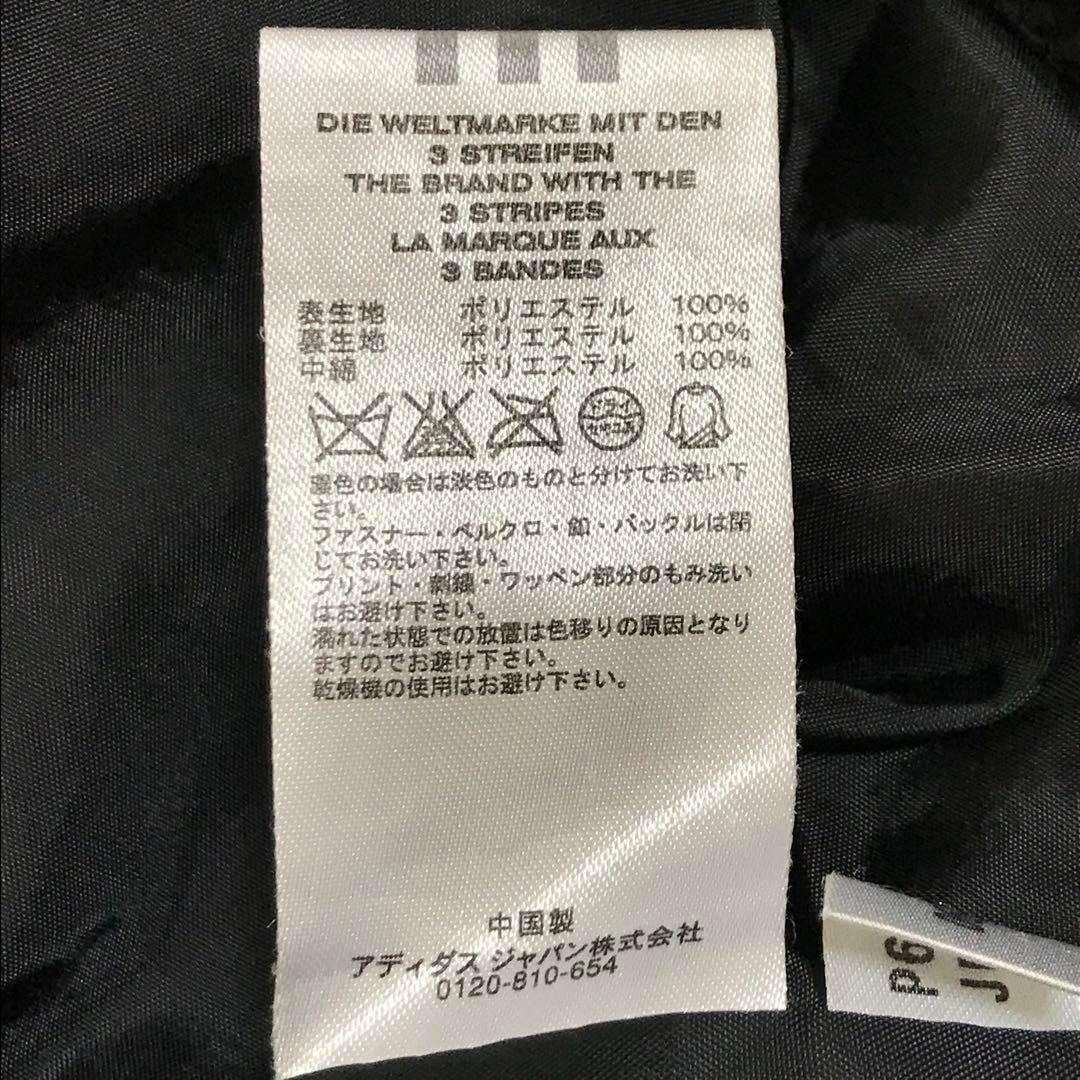 DIE WELTMARKE MIT DEN
3 STREIFEN
THE BRAND WITH THE
3 STRIPES
LA MARQUE AUX
3 BANDES
表生地 ポリエステル 100%
裏生地 ポリエステル 100%
中綿 ポリエステル 100%
ドライ
セキユ系
濃色の場合は淡色のものと分けてお洗い下
さい。
ファスナー・ベルクロ・釦・バックルは閉
じてお洗い下さい。
プリント・刺繍・ワッペン部分のもみ洗い
はお避け下さい。
濡れた状態での放置は色移りの原因となり
ますのでお避け下さい。
乾燥機の使用はお避け下さい。
中国製
アディダス ジャパン株式会社
0120-810-654